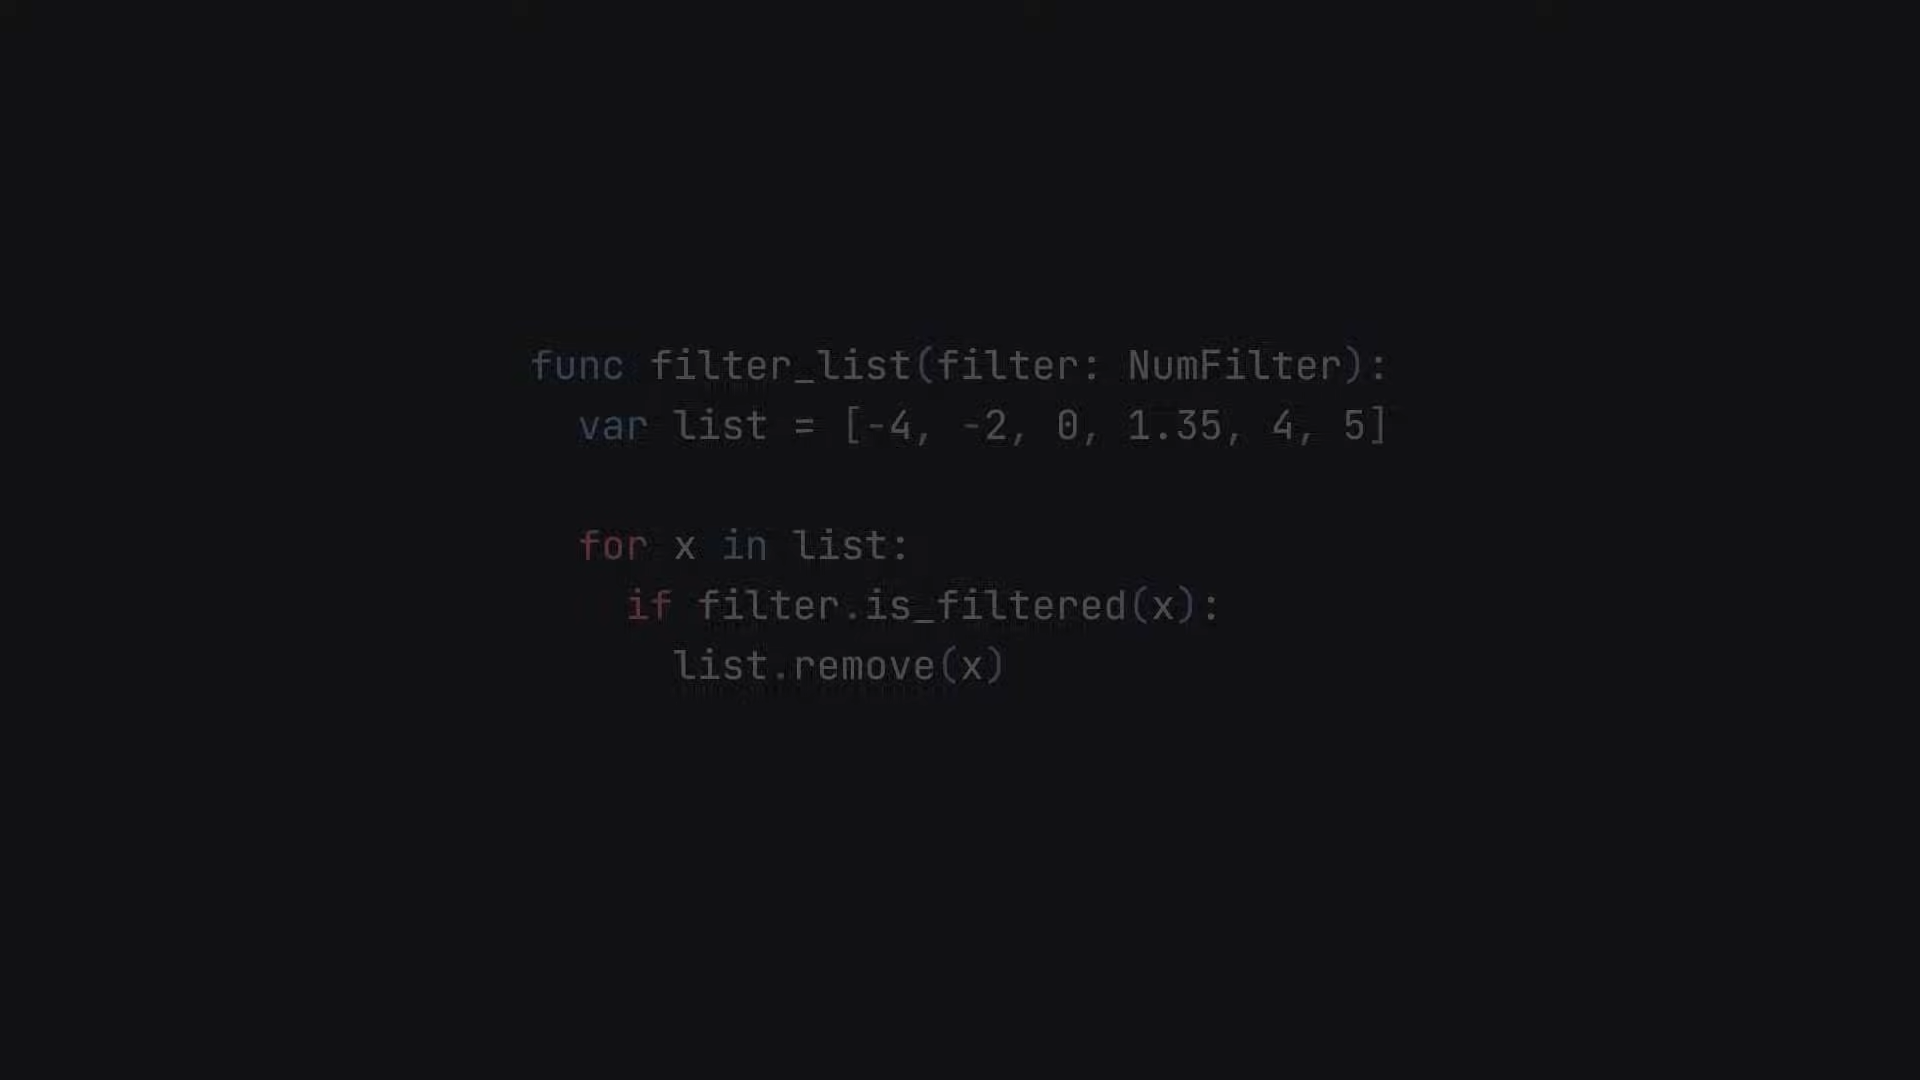 func filter_list(filter: NumFilter):
  var list = [-4, -2, 0, 1.35, 4, 5]

  for x in list:
    if filter.is_filtered(x):
      list.remove(x)